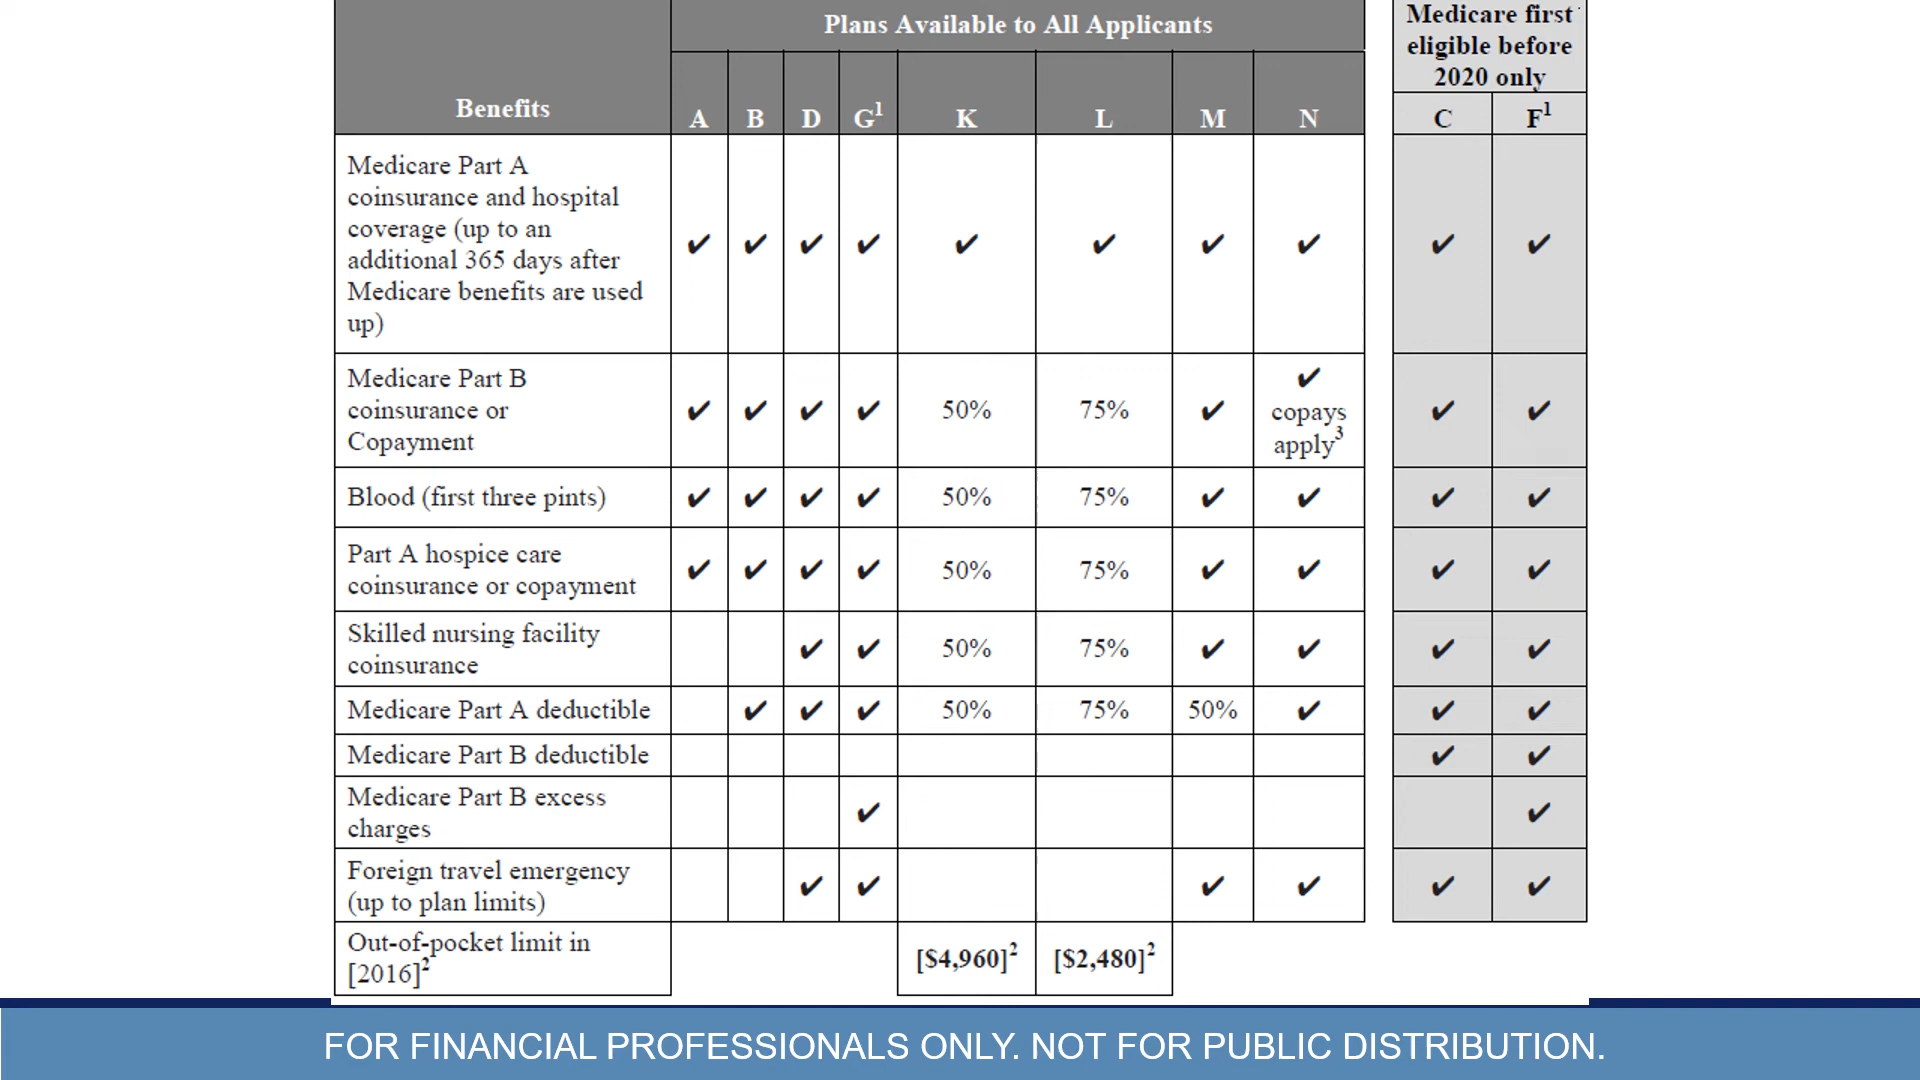 Plans Available to All Applicants
Medicare first
eligible before
2020 only
Benefits
A B D G1 K L M N C F1
Medicare Part A
coinsurance and hospital
coverage (up to an
additional 365 days after
Medicare benefits are used
up)
✔ ✔ ✔ ✔ ✔ ✔ ✔ ✔ ✔ ✔
Medicare Part B
coinsurance or
Copayment
✔ ✔ ✔ ✔ 50% 75% ✔ ✔
copays
apply3
✔ ✔
Blood (first three pints) ✔ ✔ ✔ ✔ 50% 75% ✔ ✔ ✔ ✔
Part A hospice care
coinsurance or copayment
✔ ✔ ✔ ✔ 50% 75% ✔ ✔ ✔ ✔
Skilled nursing facility
coinsurance
✔ ✔ 50% 75% ✔ ✔ ✔ ✔
Medicare Part A deductible ✔ ✔ ✔ 50% 75% 50% ✔ ✔ ✔
Medicare Part B deductible ✔ ✔
Medicare Part B excess
charges
✔ ✔
Foreign travel emergency
(up to plan limits)
✔ ✔ ✔ ✔ ✔ ✔
Out-of-pocket limit in
[2016]2
[$4,960]2 [$2,480]2
FOR FINANCIAL PROFESSIONALS ONLY. NOT FOR PUBLIC DISTRIBUTION.